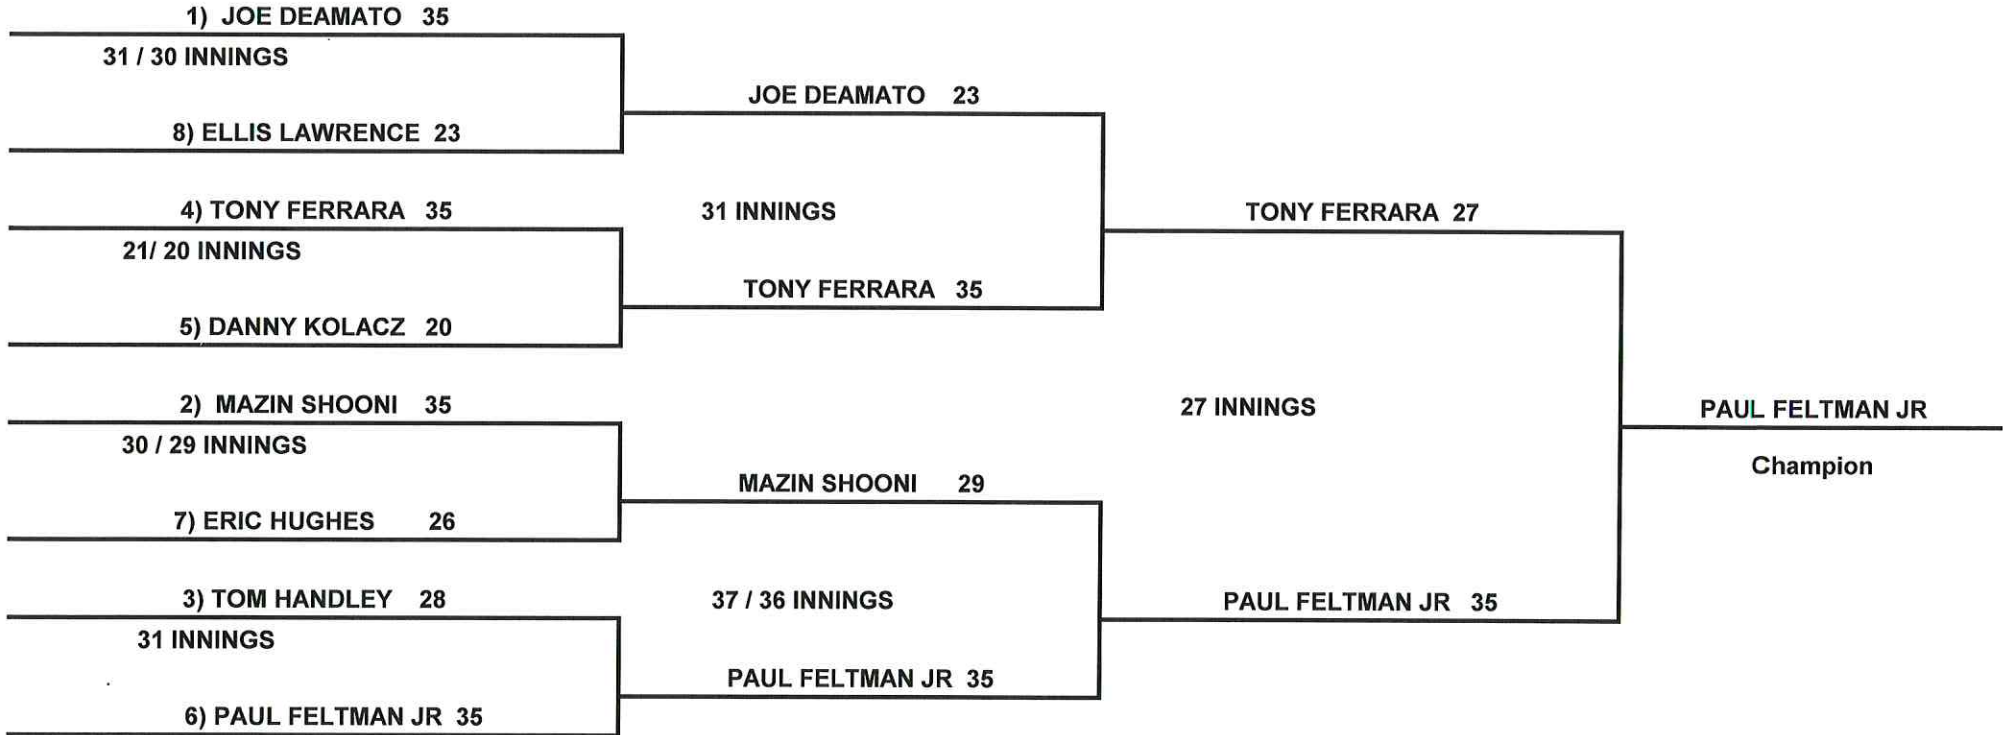 1) JOE DEAMATO 35
31 / 30 INNINGS
8) ELLIS LAWRENCE 23
4) TONY FERRARA 35
21/ 20 INNINGS
5) DANNY KOLACZ 20
2) MAZIN SHOONI 35
30 / 29 INNINGS
7) ERIC HUGHES 26
3) TOM HANDLEY 28
31 INNINGS
6) PAUL FELTMAN JR 35
JOE DEAMATO 23
31 INNINGS
TONY FERRARA 35
MAZIN SHOONI 29
37 / 36 INNINGS
PAUL FELTMAN JR 35
TONY FERRARA 27
27 INNINGS
PAUL FELTMAN JR 35
PAUL FELTMAN JR
Champion